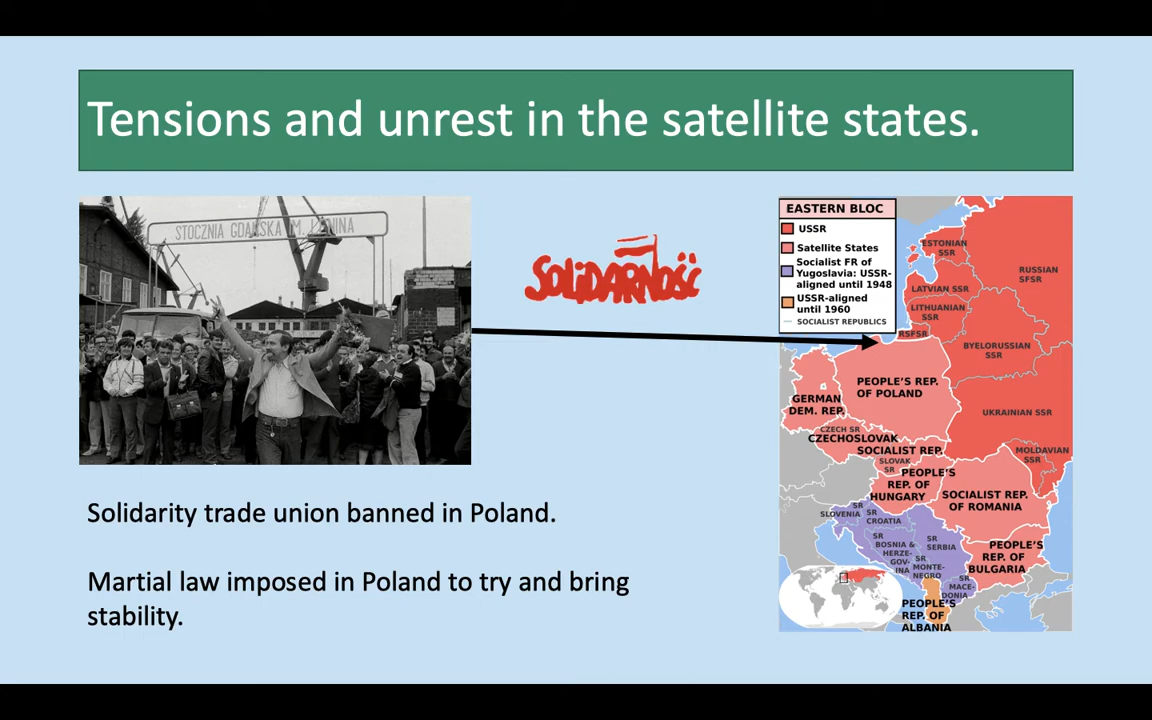 Tensions and unrest in the satellite states.
STOCZNIA GDAŃSKA IM. LENINA
SOLIDARNOŚĆ
EASTERN BLOC
USSR
Satellite States
Socialist FR of
Yugoslavia: USSR-
aligned until 1948
USSR-aligned
until 1960
SOCIALIST REPUBLICS
ESTONIAN
SSR
RUSSIAN
SFSR
LATVIAN SSR
LITHUANIAN
SSR
RSFSR
BYELORUSSIAN
SSR
PEOPLE'S REP.
OF POLAND
GERMAN
DEM. REP.
UKRAINIAN SSR
CZECH SR
CZECHOSLOVAK
SOCIALIST REP.
SLOVAK
SR
MOLDAVIAN
SSR
PEOPLE'S
REP. OF
HUNGARY
SOCIALIST REP.
OF ROMANIA
SR
SLOVENIA
SR
CROATIA
SR
BOSNIA &
HERZE-
GOV-
INA
SR
SERBIA
SR
MONTE-
NEGRO
SR
MACE-
DONIA
PEOPLE'S
REP. OF
BULGARIA
PEOPLE'S
REP. OF
ALBANIA
Solidarity trade union banned in Poland.
Martial law imposed in Poland to try and bring
stability.